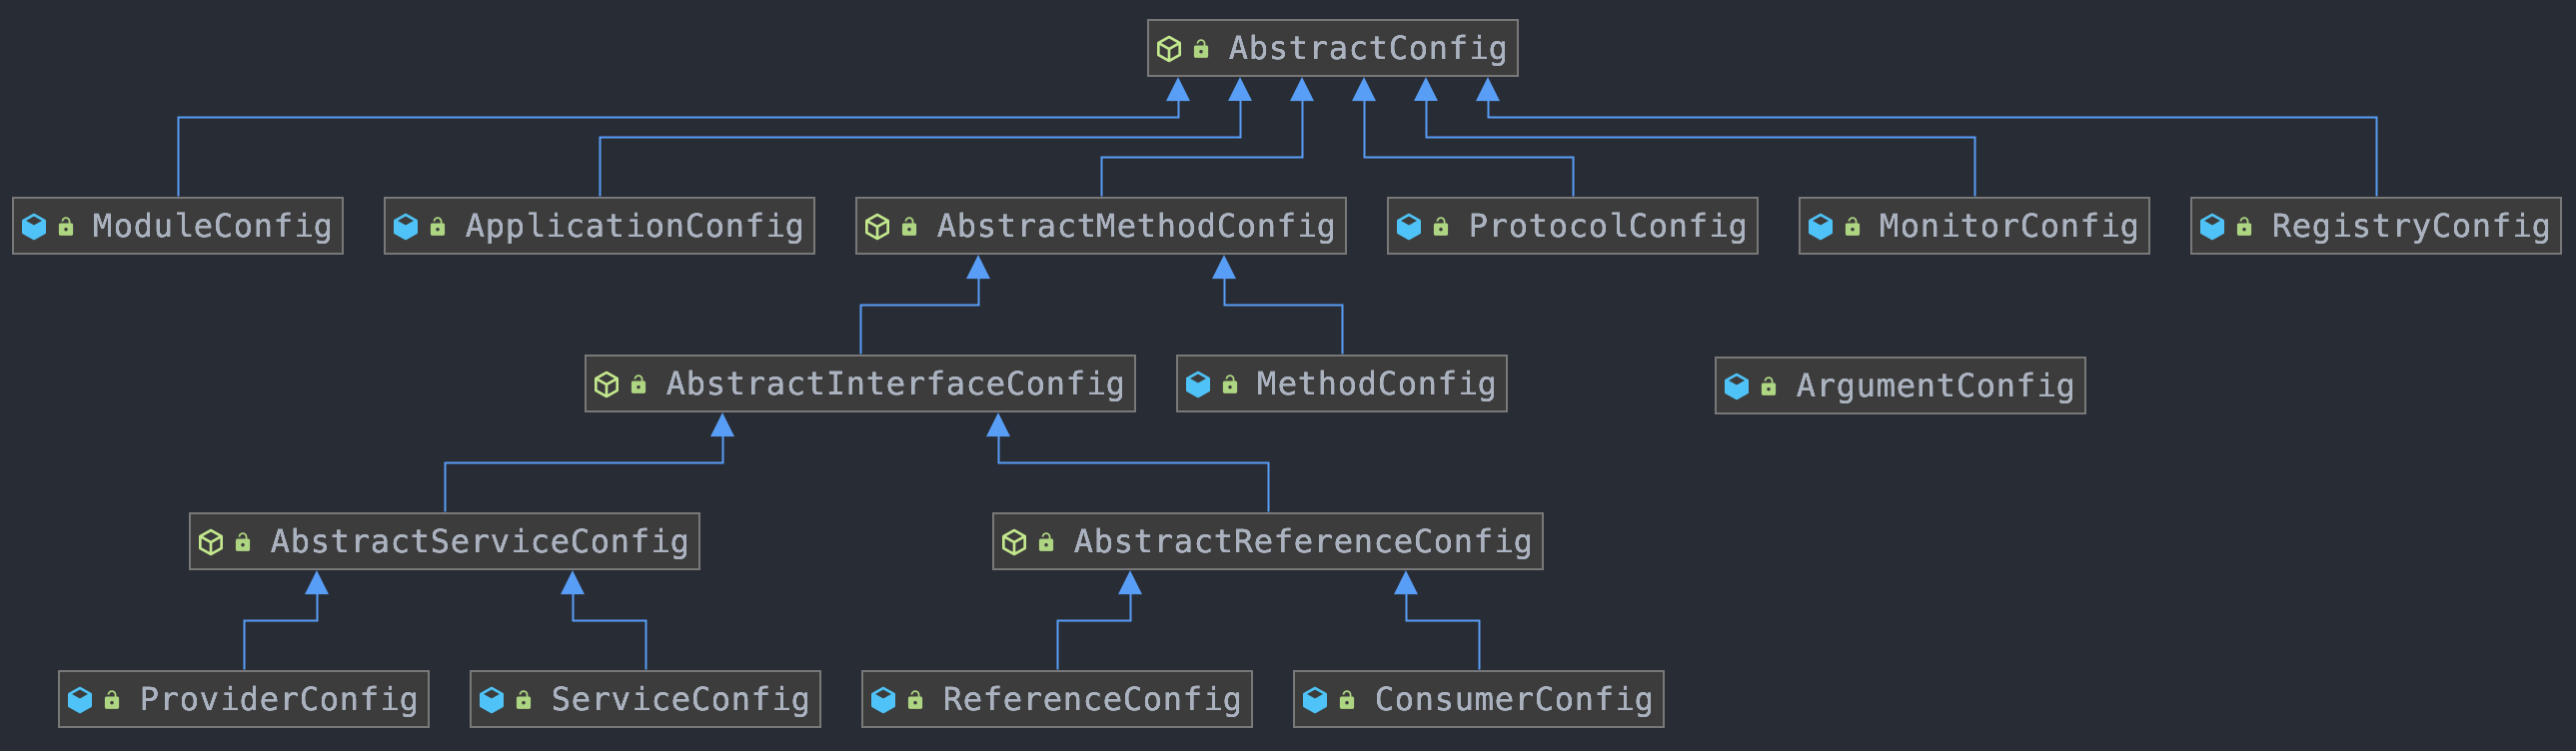 AbstractConfig
ModuleConfig
ApplicationConfig
AbstractMethodConfig
ProtocolConfig
MonitorConfig
RegistryConfig
AbstractInterfaceConfig
MethodConfig
ArgumentConfig
AbstractServiceConfig
AbstractReferenceConfig
ProviderConfig
ServiceConfig
ReferenceConfig
ConsumerConfig